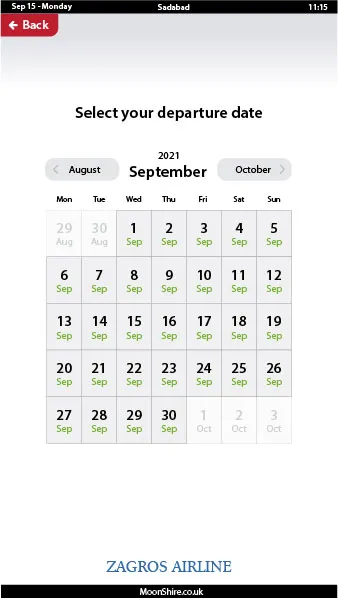 Sep 15 - Monday Sadabad 11:15
Back
Select your departure date
2021
August September October
Mon Tue Wed Thu Fri Sat Sun
29 30 1 2 3 4 5
Aug Aug Sep Sep Sep Sep Sep
6 7 8 9 10 11 12
Sep Sep Sep Sep Sep Sep Sep
13 14 15 16 17 18 19
Sep Sep Sep Sep Sep Sep Sep
20 21 22 23 24 25 26
Sep Sep Sep Sep Sep Sep Sep
27 28 29 30 1 2 3
Sep Sep Sep Sep Oct Oct Oct
ZAGROS AIRLINE
MoonShire.co.uk